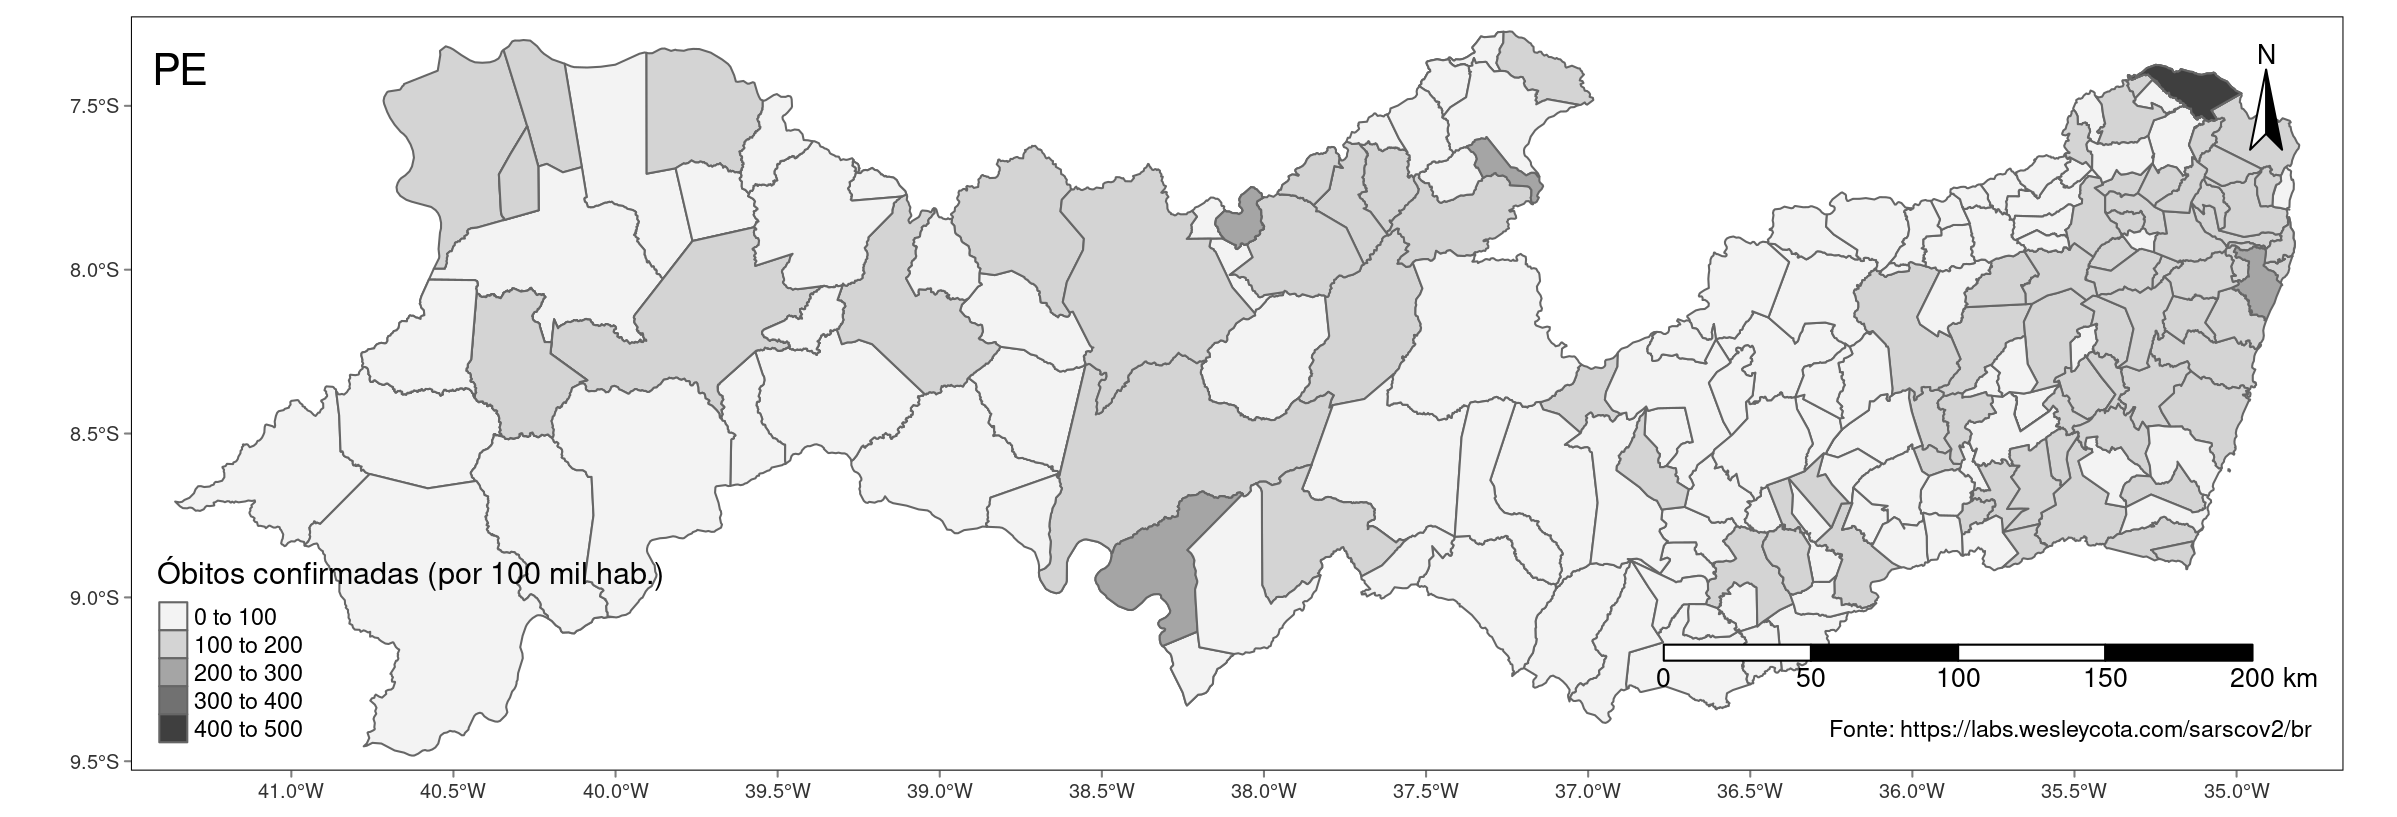 PE
N
7.5°S
8.0°S
8.5°S
9.0°S
9.5°S
Óbitos confirmadas (por 100 mil hab.)
0 to 100
100 to 200
200 to 300
300 to 400
400 to 500
0 50 100 150 200 km
Fonte: https://labs.wesleycota.com/sarscov2/br
41.0°W 40.5°W 40.0°W 39.5°W 39.0°W 38.5°W 38.0°W 37.5°W 37.0°W 36.5°W 36.0°W 35.5°W 35.0°W